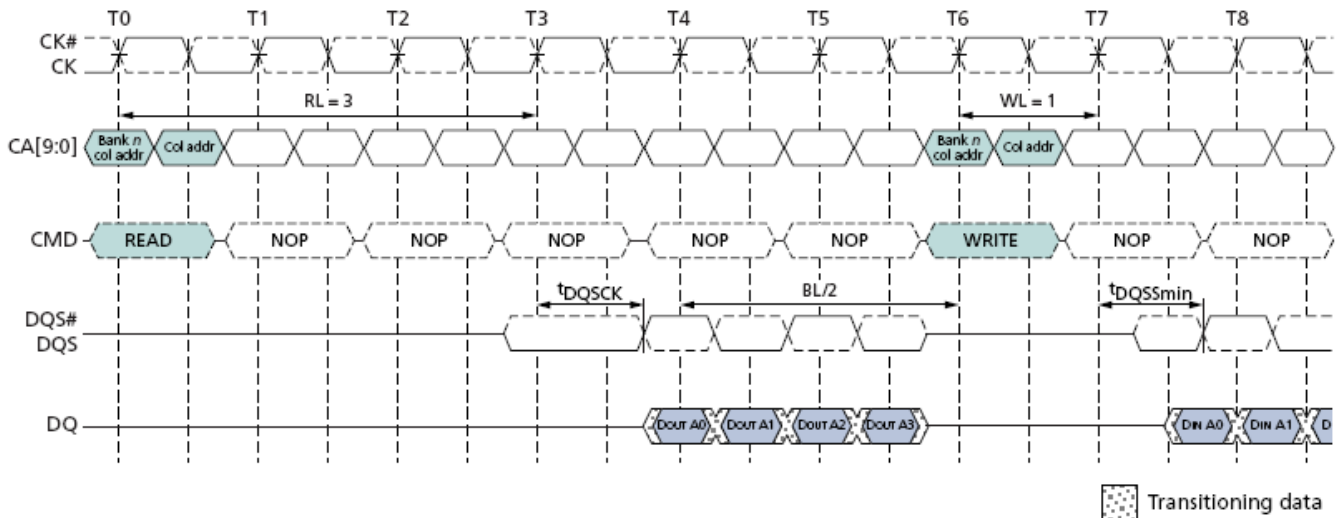 T0 T1 T2 T3 T4 T5 T6 T7 T8
CK#
CK
RL = 3 WL = 1
CA[9:0] Bank n col addr Col addr Bank n col addr Col addr
CMD READ NOP NOP NOP NOP NOP WRITE NOP NOP
tDQSCK BL/2 tDQSSmin
DQS#
DQS
DQ DOUT A0 DOUT A1 DOUT A2 DOUT A3 DIN A0 DIN A1 D
Transitioning data